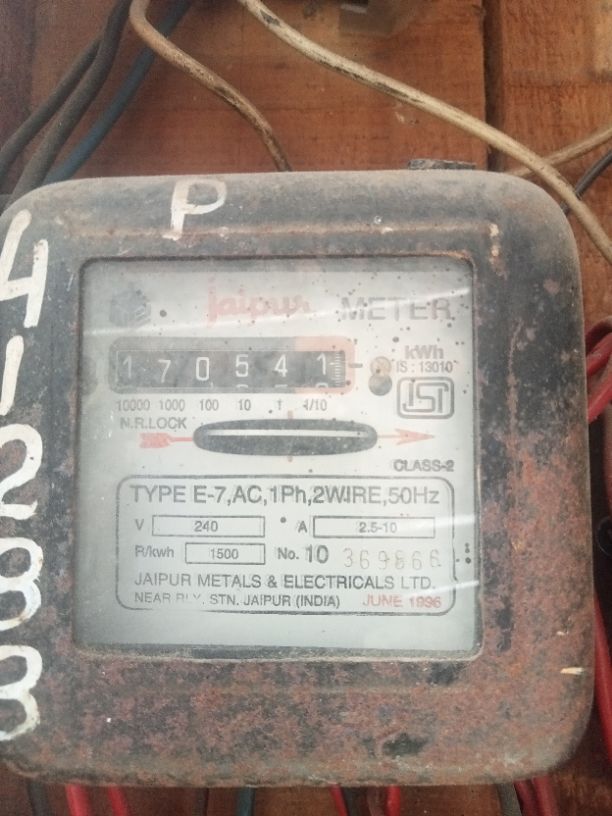 P
41283
jaipur METER
170541
kWh
IS : 13010
10000 1000 100 10 1 1/10
N.R.LOCK
ISI
CLASS-2
TYPE E-7,AC,1Ph,2WIRE,50Hz
V 240 A 2.5-10
R/kwh 1500 No. 10 369866
JAIPUR METALS & ELECTRICALS LTD.
NEAR RLY. STN. JAIPUR (INDIA) JUNE 1996